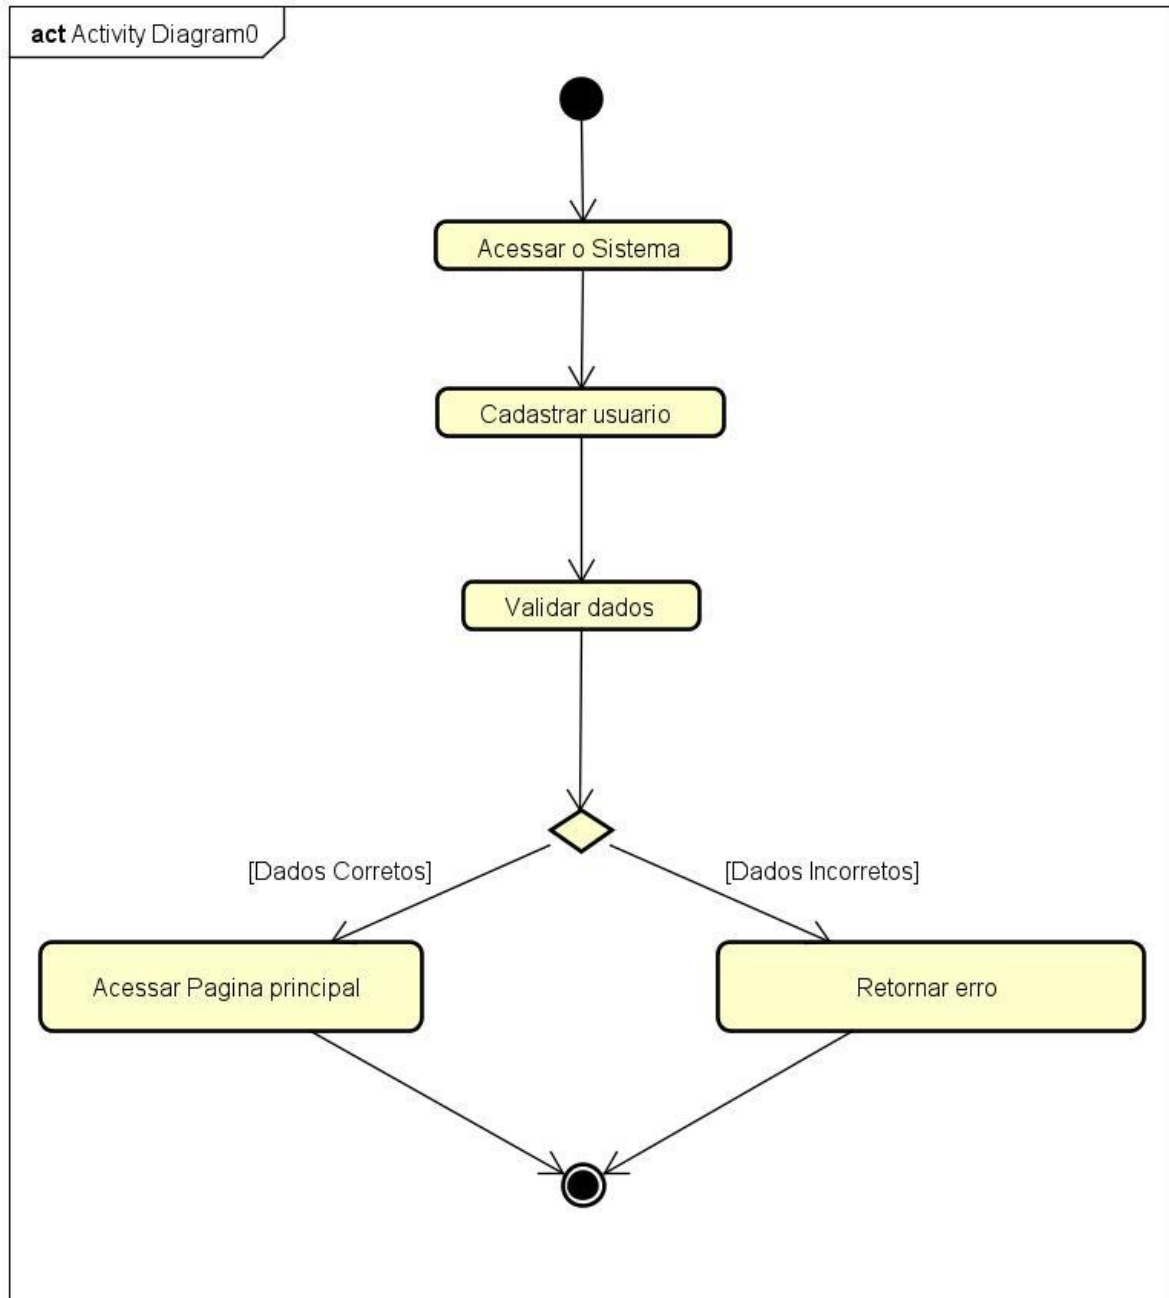 act Activity Diagram0
Acessar o Sistema
Cadastrar usuario
Validar dados
[Dados Corretos]
[Dados Incorretos]
Acessar Pagina principal
Retornar erro